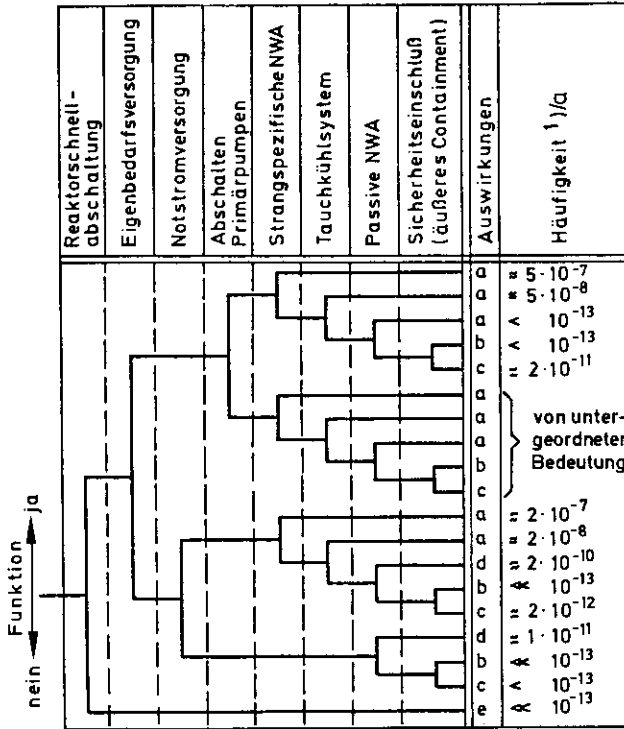 Reaktorschnell-
abschaltung
Eigenbedarfsversorgung
Notstromversorgung
Abschalten
Primärpumpen
Strangspezifische NWA
Tauchkühlsystem
Passive NWA
Sicherheitseinschluß
(äußeres Containment)
Auswirkungen
Häufigkeit ¹)/a
Funktion
ja
nein
a ≈ 5·10⁻⁷
a ≈ 5·10⁻⁸
a < 10⁻¹³
b < 10⁻¹³
c ≈ 2·10⁻¹¹
a
a
a
b
c
von unter-
geordneter
Bedeutung
a ≈ 2·10⁻⁷
a ≈ 2·10⁻⁸
d ≈ 2·10⁻¹⁰
b ≪ 10⁻¹³
c ≈ 2·10⁻¹²
d ≈ 1·10⁻¹¹
b ≪ 10⁻¹³
c < 10⁻¹³
e ≪ 10⁻¹³